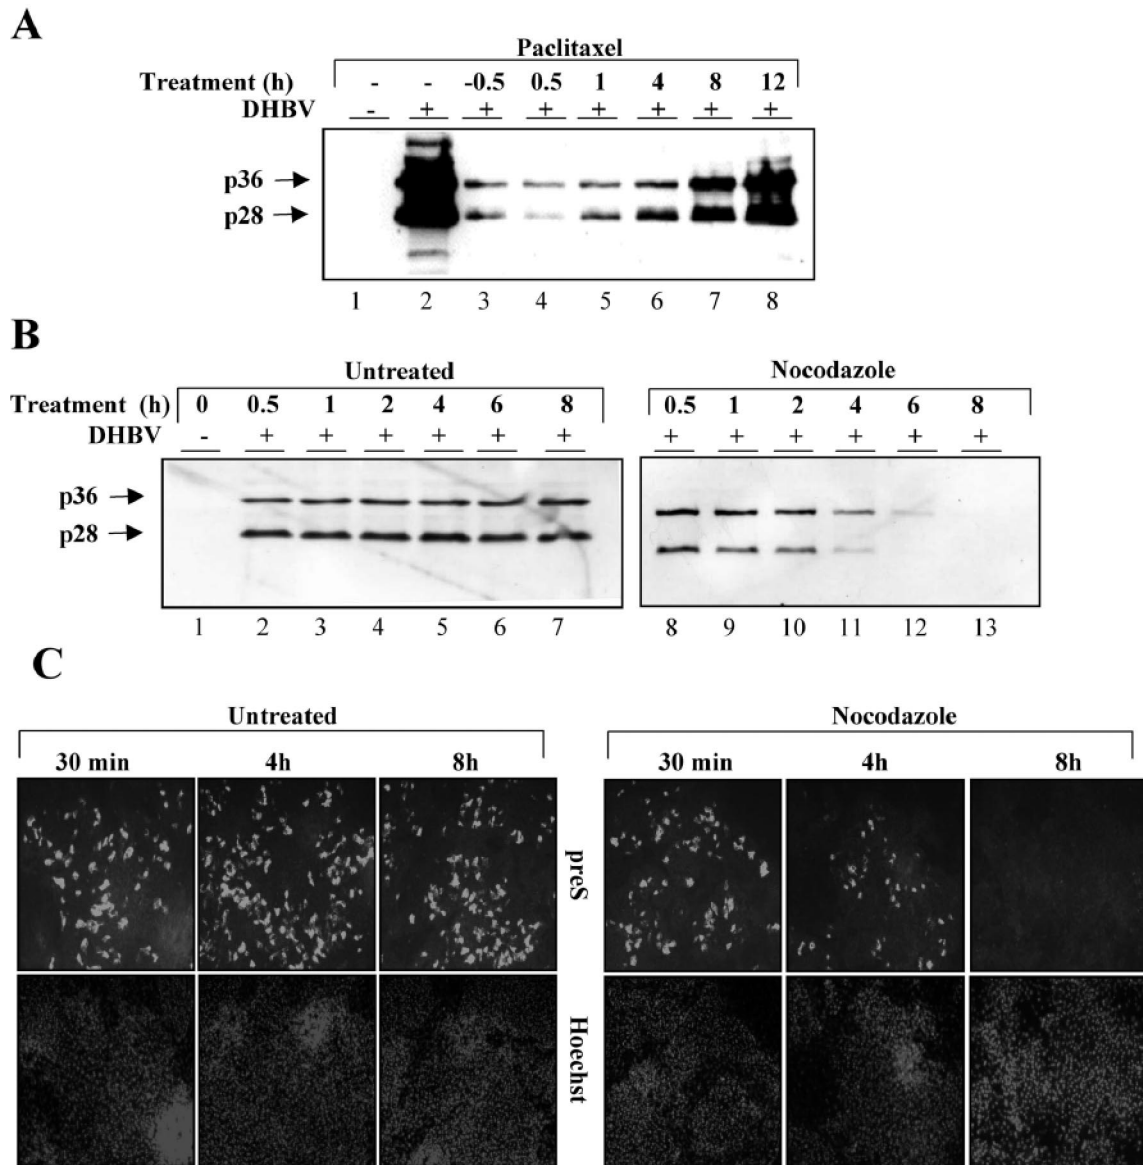 A
Paclitaxel
Treatment (h) - - -0.5 0.5 1 4 8 12
DHBV - + + + + + + +
p36
p28
1 2 3 4 5 6 7 8
B
Untreated Nocodazole
Treatment (h) 0 0.5 1 2 4 6 8 0.5 1 2 4 6 8
DHBV - + + + + + + + + + + + +
p36
p28
1 2 3 4 5 6 7 8 9 10 11 12 13
C
Untreated Nocodazole
30 min 4h 8h 30 min 4h 8h
preS
Hoechst